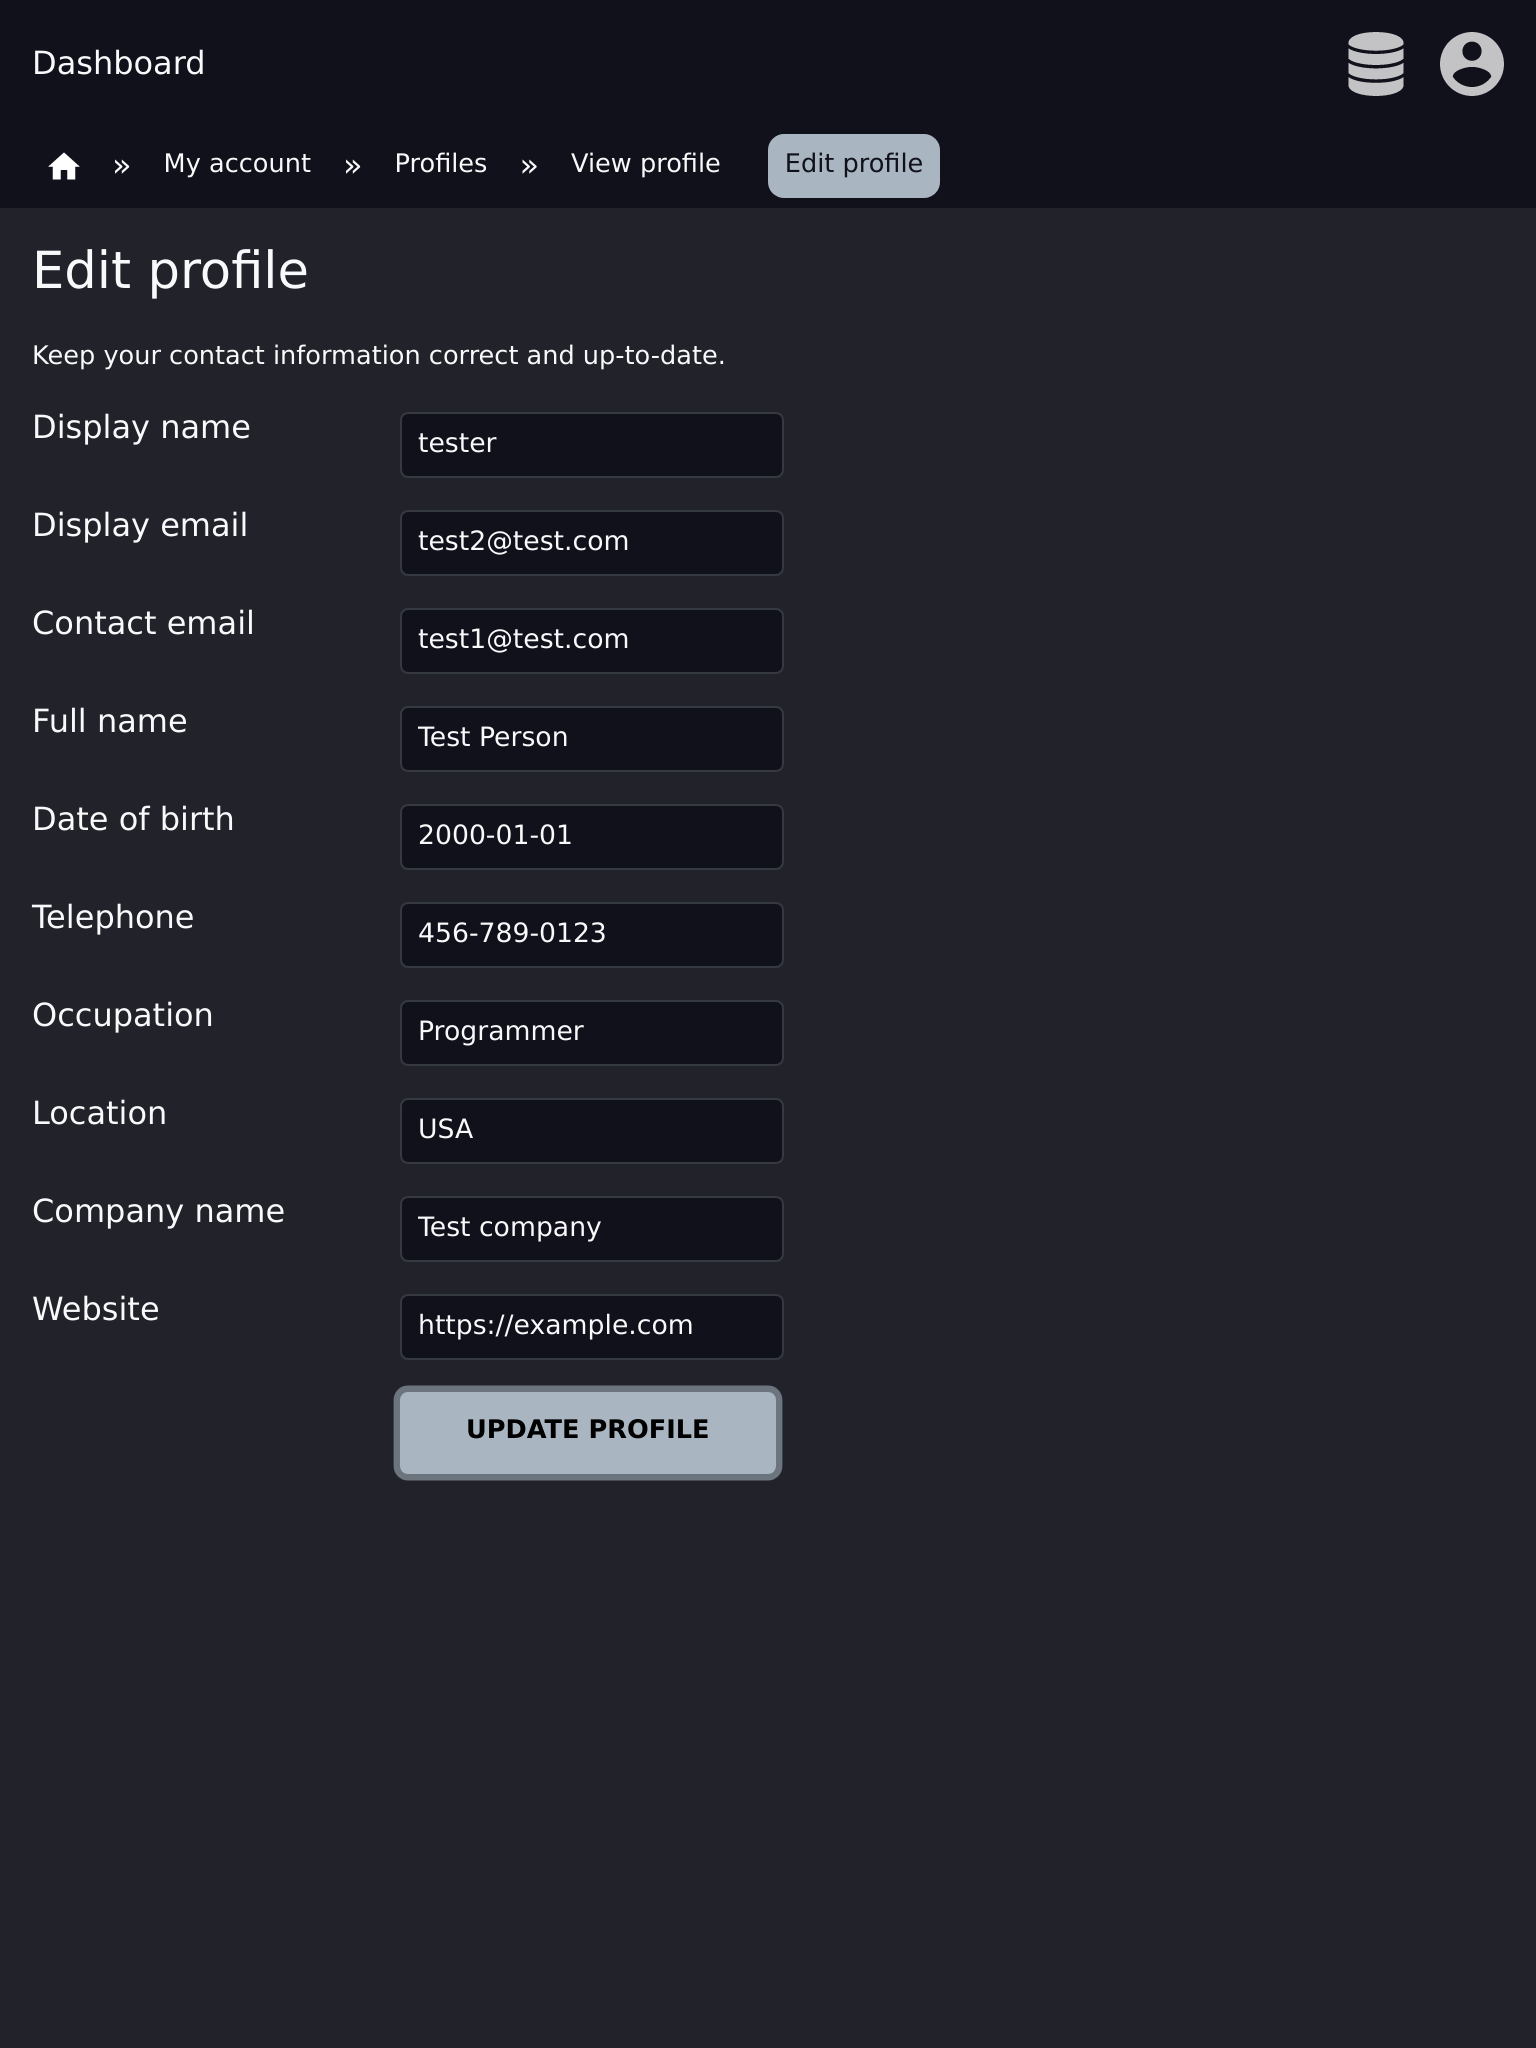 Dashboard
» My account » Profiles » View profile Edit profile
Edit profile
Keep your contact information correct and up-to-date.
Display name tester
Display email test2@test.com
Contact email test1@test.com
Full name Test Person
Date of birth 2000-01-01
Telephone 456-789-0123
Occupation Programmer
Location USA
Company name Test company
Website https://example.com
UPDATE PROFILE